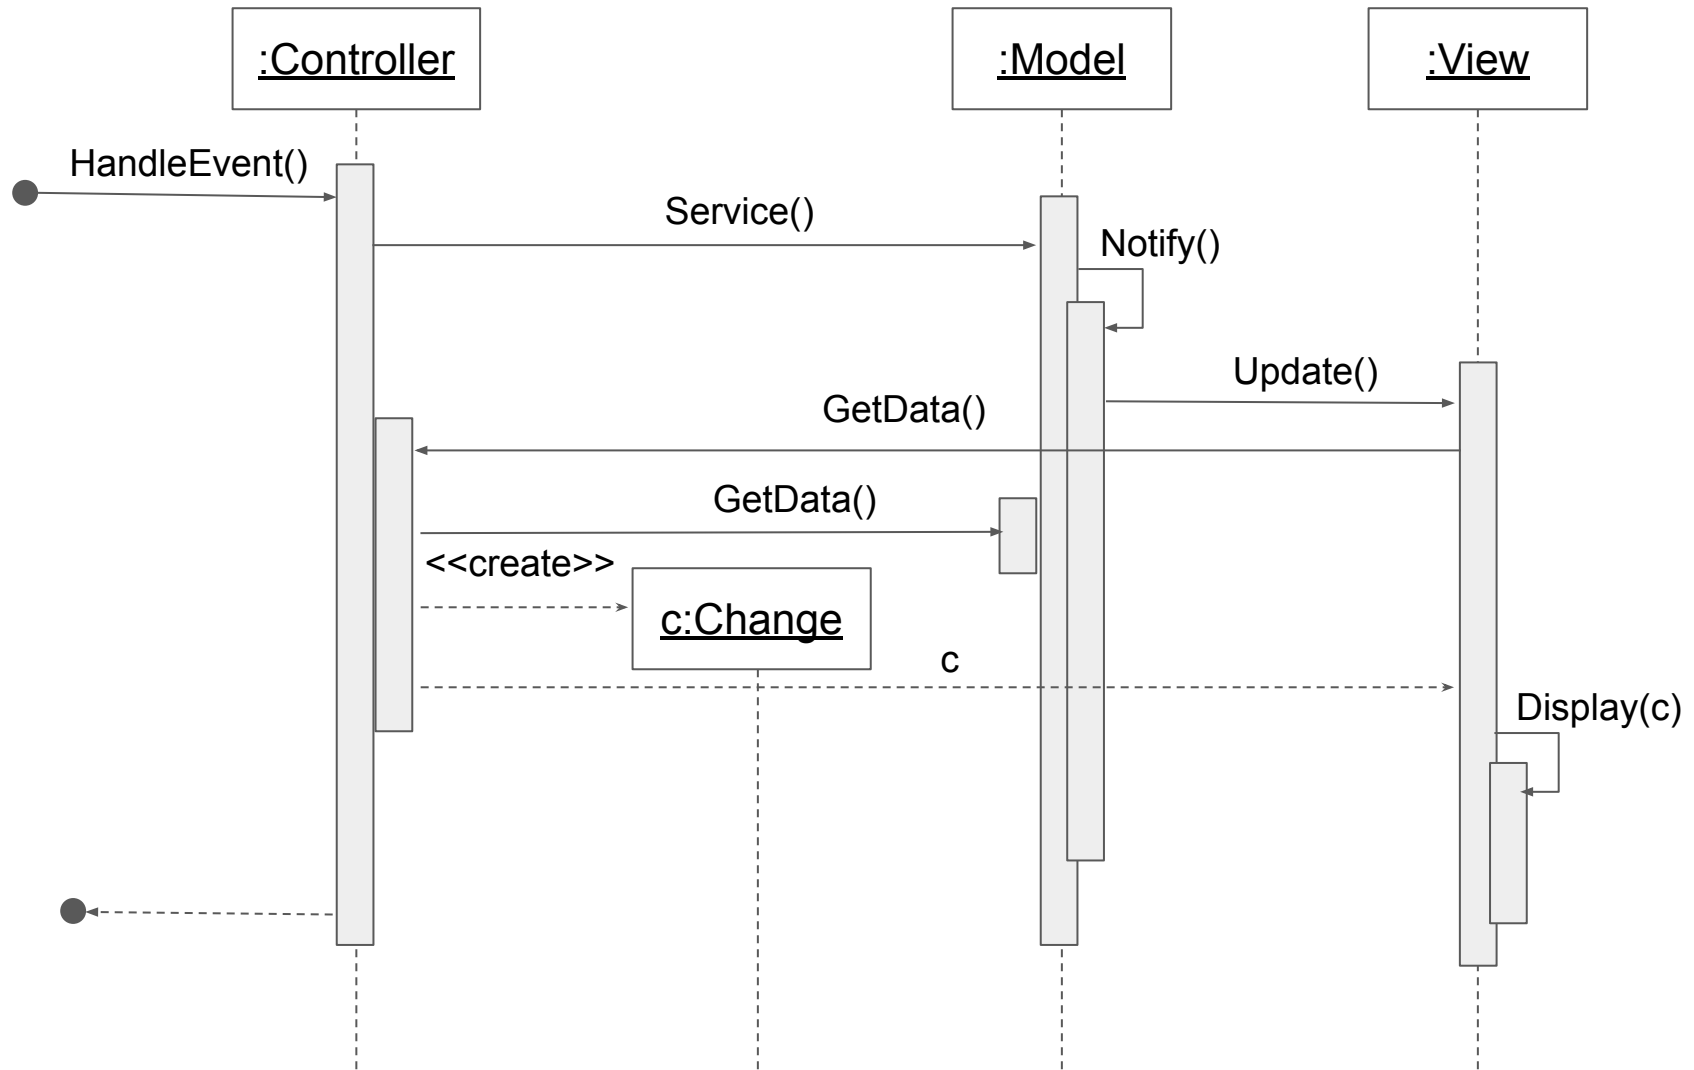 :Controller
:Model
:View
HandleEvent()
Service()
Notify()
Update()
GetData()
GetData()
<<create>>
c:Change
c
Display(c)